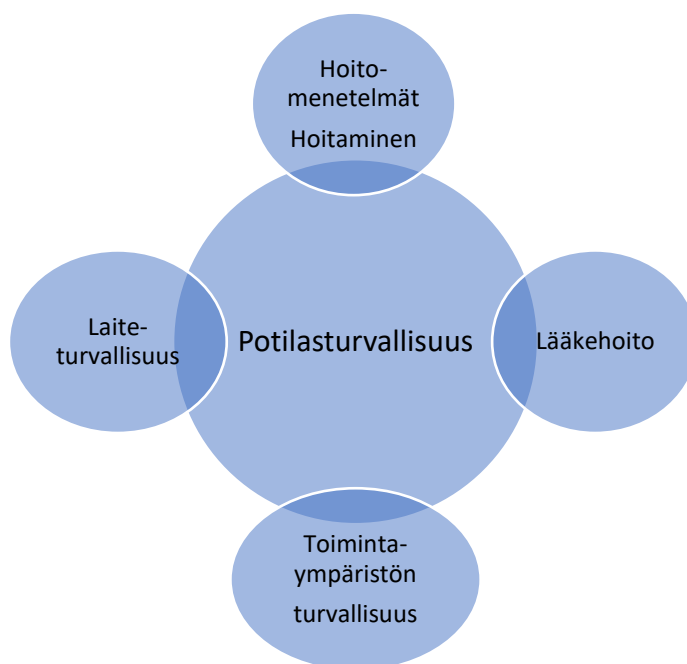 Hoito-
menetelmät
Hoitaminen
Laite-
turvallisuus
Potilasturvallisuus
Lääkehoito
Toiminta-
ympäristön
turvallisuus